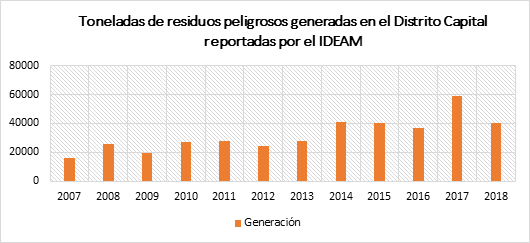 Toneladas de residuos peligrosos generadas en el Distrito Capital
reportadas por el IDEAM
80000
60000
40000
20000
0
2007 2008 2009 2010 2011 2012 2013 2014 2015 2016 2017 2018
Generación